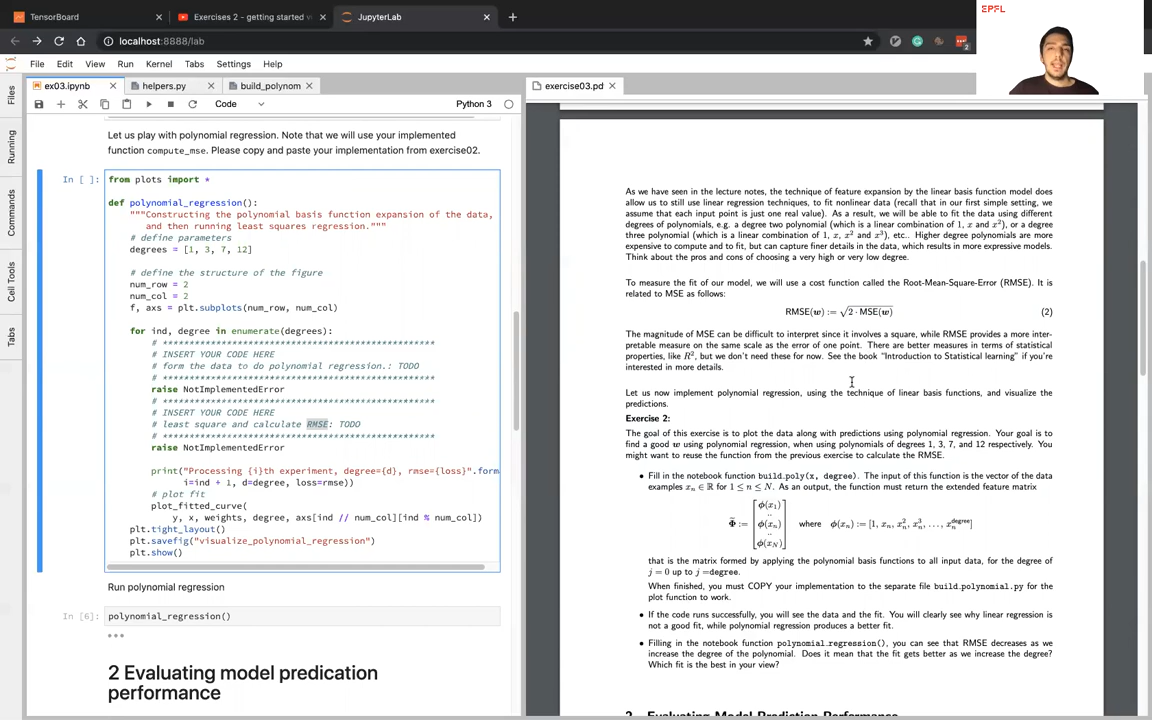 TensorBoard
Exercises 2 - getting started v
JupyterLab
EPFL
localhost:8888/lab
2
File Edit View Run Kernel Tabs Settings Help
ex03.ipynb
helpers.py
build_polynom
exercise03.pd
Code
Python 3
Files
Running
Commands
Cell Tools
Tabs
Let us play with polynomial regression. Note that we will use your implemented
function compute_mse. Please copy and paste your implementation from exercise02.
In [ ]:
from plots import *
def polynomial_regression():
"""Constructing the polynomial basis function expansion of the data,
and then running least squares regression."""
# define parameters
degrees = [1, 3, 7, 12]
# define the structure of the figure
num_row = 2
num_col = 2
f, axs = plt.subplots(num_row, num_col)
for ind, degree in enumerate(degrees):
# ***************************************************
# INSERT YOUR CODE HERE
# form the data to do polynomial regression.: TODO
# ***************************************************
raise NotImplementedError
# ***************************************************
# INSERT YOUR CODE HERE
# least square and calculate RMSE: TODO
# ***************************************************
raise NotImplementedError
print("Processing {i}th experiment, degree={d}, rmse={loss}".form
i=ind + 1, d=degree, loss=rmse))
# plot fit
plot_fitted_curve(
y, x, weights, degree, axs[ind // num_col][ind % num_col])
plt.tight_layout()
plt.savefig("visualize_polynomial_regression")
plt.show()
Run polynomial regression
In [6]: polynomial_regression()
***
2 Evaluating model predication
performance
As we have seen in the lecture notes, the technique of feature expansion by the linear basis function model does
allow us to still use linear regression techniques, to fit nonlinear data (recall that in our first simple setting, we
assume that each input point is just one real value). As a result, we will be able to fit the data using different
degrees of polynomials, e.g. a degree two polynomial (which is a linear combination of 1, x and x²), or a degree
three polynomial (which is a linear combination of 1, x, x² and x³), etc.. Higher degree polynomials are more
expensive to compute and to fit, but can capture finer details in the data, which results in more expressive models.
Think about the pros and cons of choosing a very high or very low degree.
To measure the fit of our model, we will use a cost function called the Root-Mean-Square-Error (RMSE). It is
related to MSE as follows:
RMSE(w) := √2 · MSE(w) (2)
The magnitude of MSE can be difficult to interpret since it involves a square, while RMSE provides a more inter-
pretable measure on the same scale as the error of one point. There are better measures in terms of statistical
properties, like R², but we don't need these for now. See the book "Introduction to Statistical learning" if you're
interested in more details.
Let us now implement polynomial regression, using the technique of linear basis functions, and visualize the
predictions.
Exercise 2:
The goal of this exercise is to plot the data along with predictions using polynomial regression. Your goal is to
find a good w using polynomial regression, when using polynomials of degrees 1, 3, 7, and 12 respectively. You
might want to reuse the function from the previous exercise to calculate the RMSE.
• Fill in the notebook function build_poly(x, degree). The input of this function is the vector of the data
examples xₙ ∈ ℝ for 1 ≤ n ≤ N. As an output, the function must return the extended feature matrix
Φ̃ := [ϕ(x₁) .. ϕ(xₙ) .. ϕ(x_N)] where ϕ(xₙ) := [1, xₙ, xₙ², xₙ³, ..., xₙ^degree]
that is the matrix formed by applying the polynomial basis functions to all input data, for the degree of
j = 0 up to j =degree.
When finished, you must COPY your implementation to the separate file build_polynomial.py for the
plot function to work.
• If the code runs successfully, you will see the data and the fit. You will clearly see why linear regression is
not a good fit, while polynomial regression produces a better fit.
• Filling in the notebook function polynomial_regression(), you can see that RMSE decreases as we
increase the degree of the polynomial. Does it mean that the fit gets better as we increase the degree?
Which fit is the best in your view?
2 Evaluating Model Prediction Performance